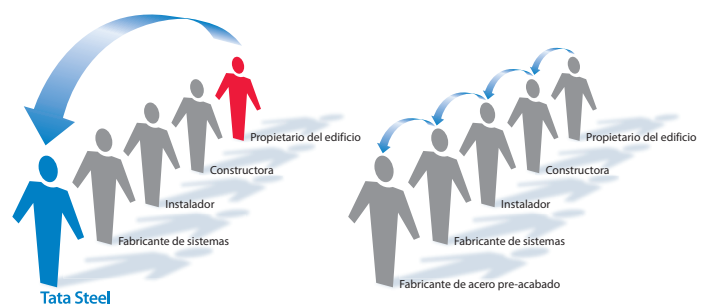 Propietario del edificio
Constructora
Instalador
Fabricante de sistemas
Tata Steel
Propietario del edificio
Constructora
Instalador
Fabricante de sistemas
Fabricante de acero pre-acabado